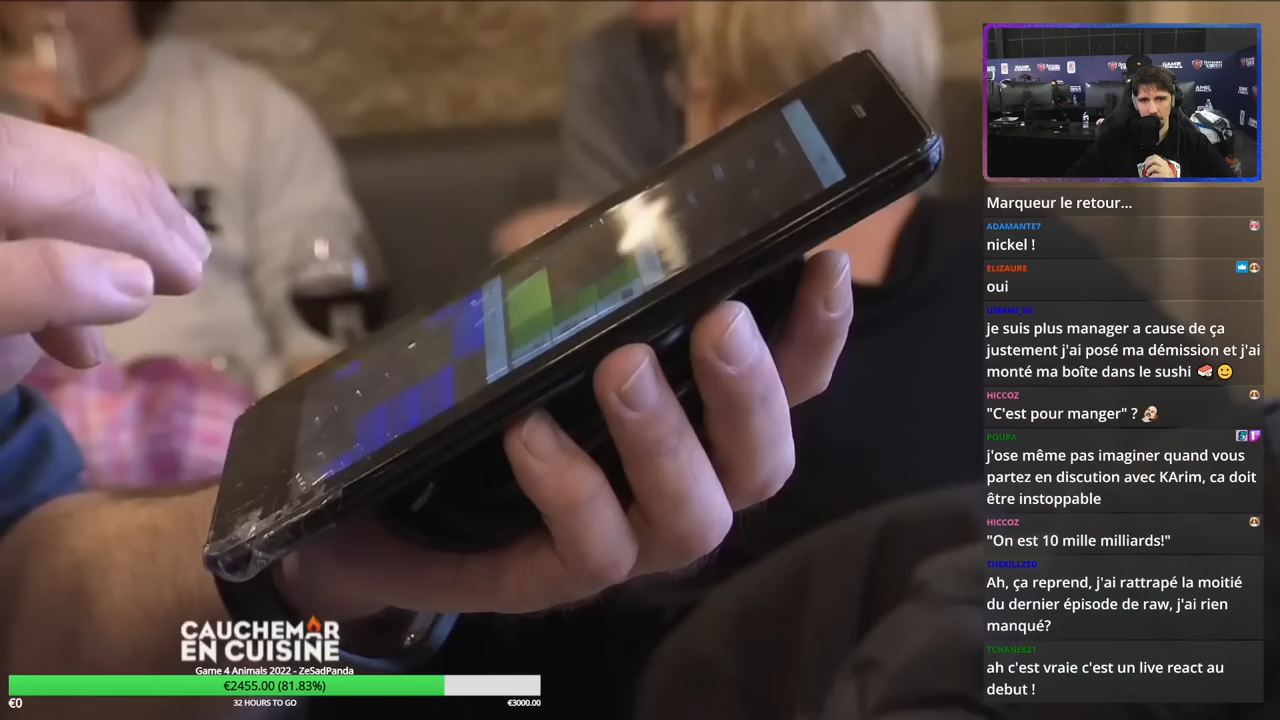 Marqueur le retour...
ADAMANTE7
nickel !
ELIZAURE
oui
UMAMI_50
je suis plus manager a cause de ça
justement j'ai posé ma démission et j'ai
monté ma boîte dans le sushi 🍣 🙂
HICCOZ
"C'est pour manger" ?
POUPA_
j'ose même pas imaginer quand vous
partez en discution avec KArim, ca doit
être instoppable
HICCOZ
"On est 10 mille milliards!"
THEKILLZED
Ah, ça reprend, j'ai rattrapé la moitié
du dernier épisode de raw, j'ai rien
manqué?
TCHANE821
ah c'est vraie c'est un live react au
debut !
CAUCHEMAR
EN CUISINE
Game 4 Animals 2022 - ZeSadPanda
€2455.00 (81.83%)
€0
32 HOURS TO GO
€3000.00